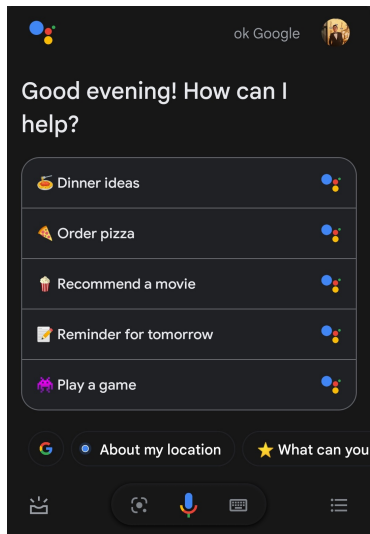 ok Google
Good evening! How can I
help?
Dinner ideas
Order pizza
Recommend a movie
Reminder for tomorrow
Play a game
G
About my location
What can you